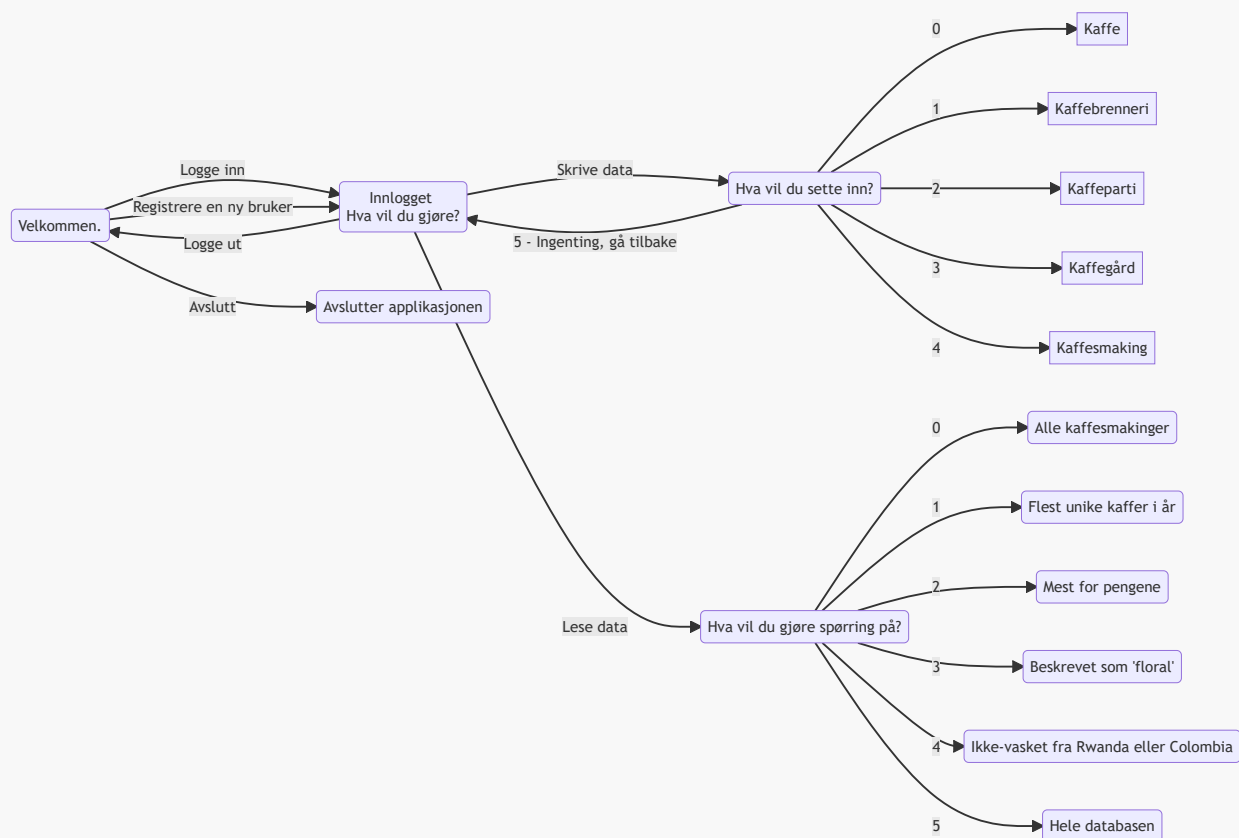 0
Kaffe
1
Kaffebrenneri
Logge inn
Skrive data
Registrere en ny bruker
Innlogget
Hva vil du gjøre?
Hva vil du sette inn?
2
Kaffeparti
Velkommen.
Logge ut
5 - Ingenting, gå tilbake
3
Kaffegård
Avslutt
Avslutter applikasjonen
4
Kaffesmaking
0
Alle kaffesmakinger
1
Flest unike kaffer i år
2
Mest for pengene
Lese data
Hva vil du gjøre spørring på?
3
Beskrevet som 'floral'
4
Ikke-vasket fra Rwanda eller Colombia
5
Hele databasen